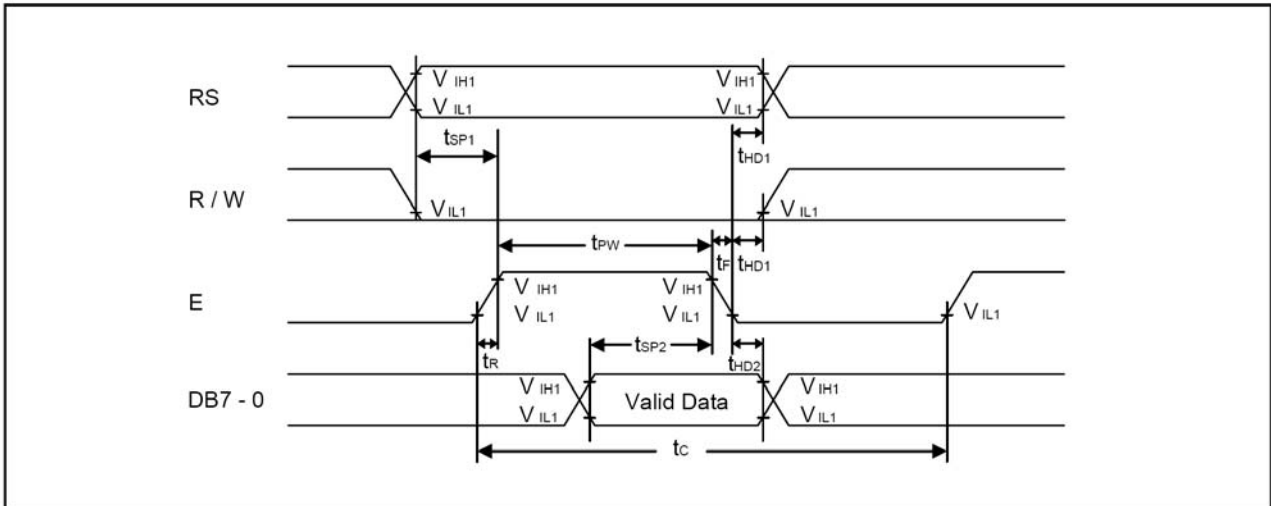 RS
V IH1
V IH1
V IL1
V IL1
tSP1
tHD1
R / W
V IL1
V IL1
tPW
tF
tHD1
E
V IH1
V IH1
V IL1
V IL1
V IL1
tSP2
tR
tHD2
DB7 - 0
V IH1
V IH1
V IL1
Valid Data
V IL1
tC